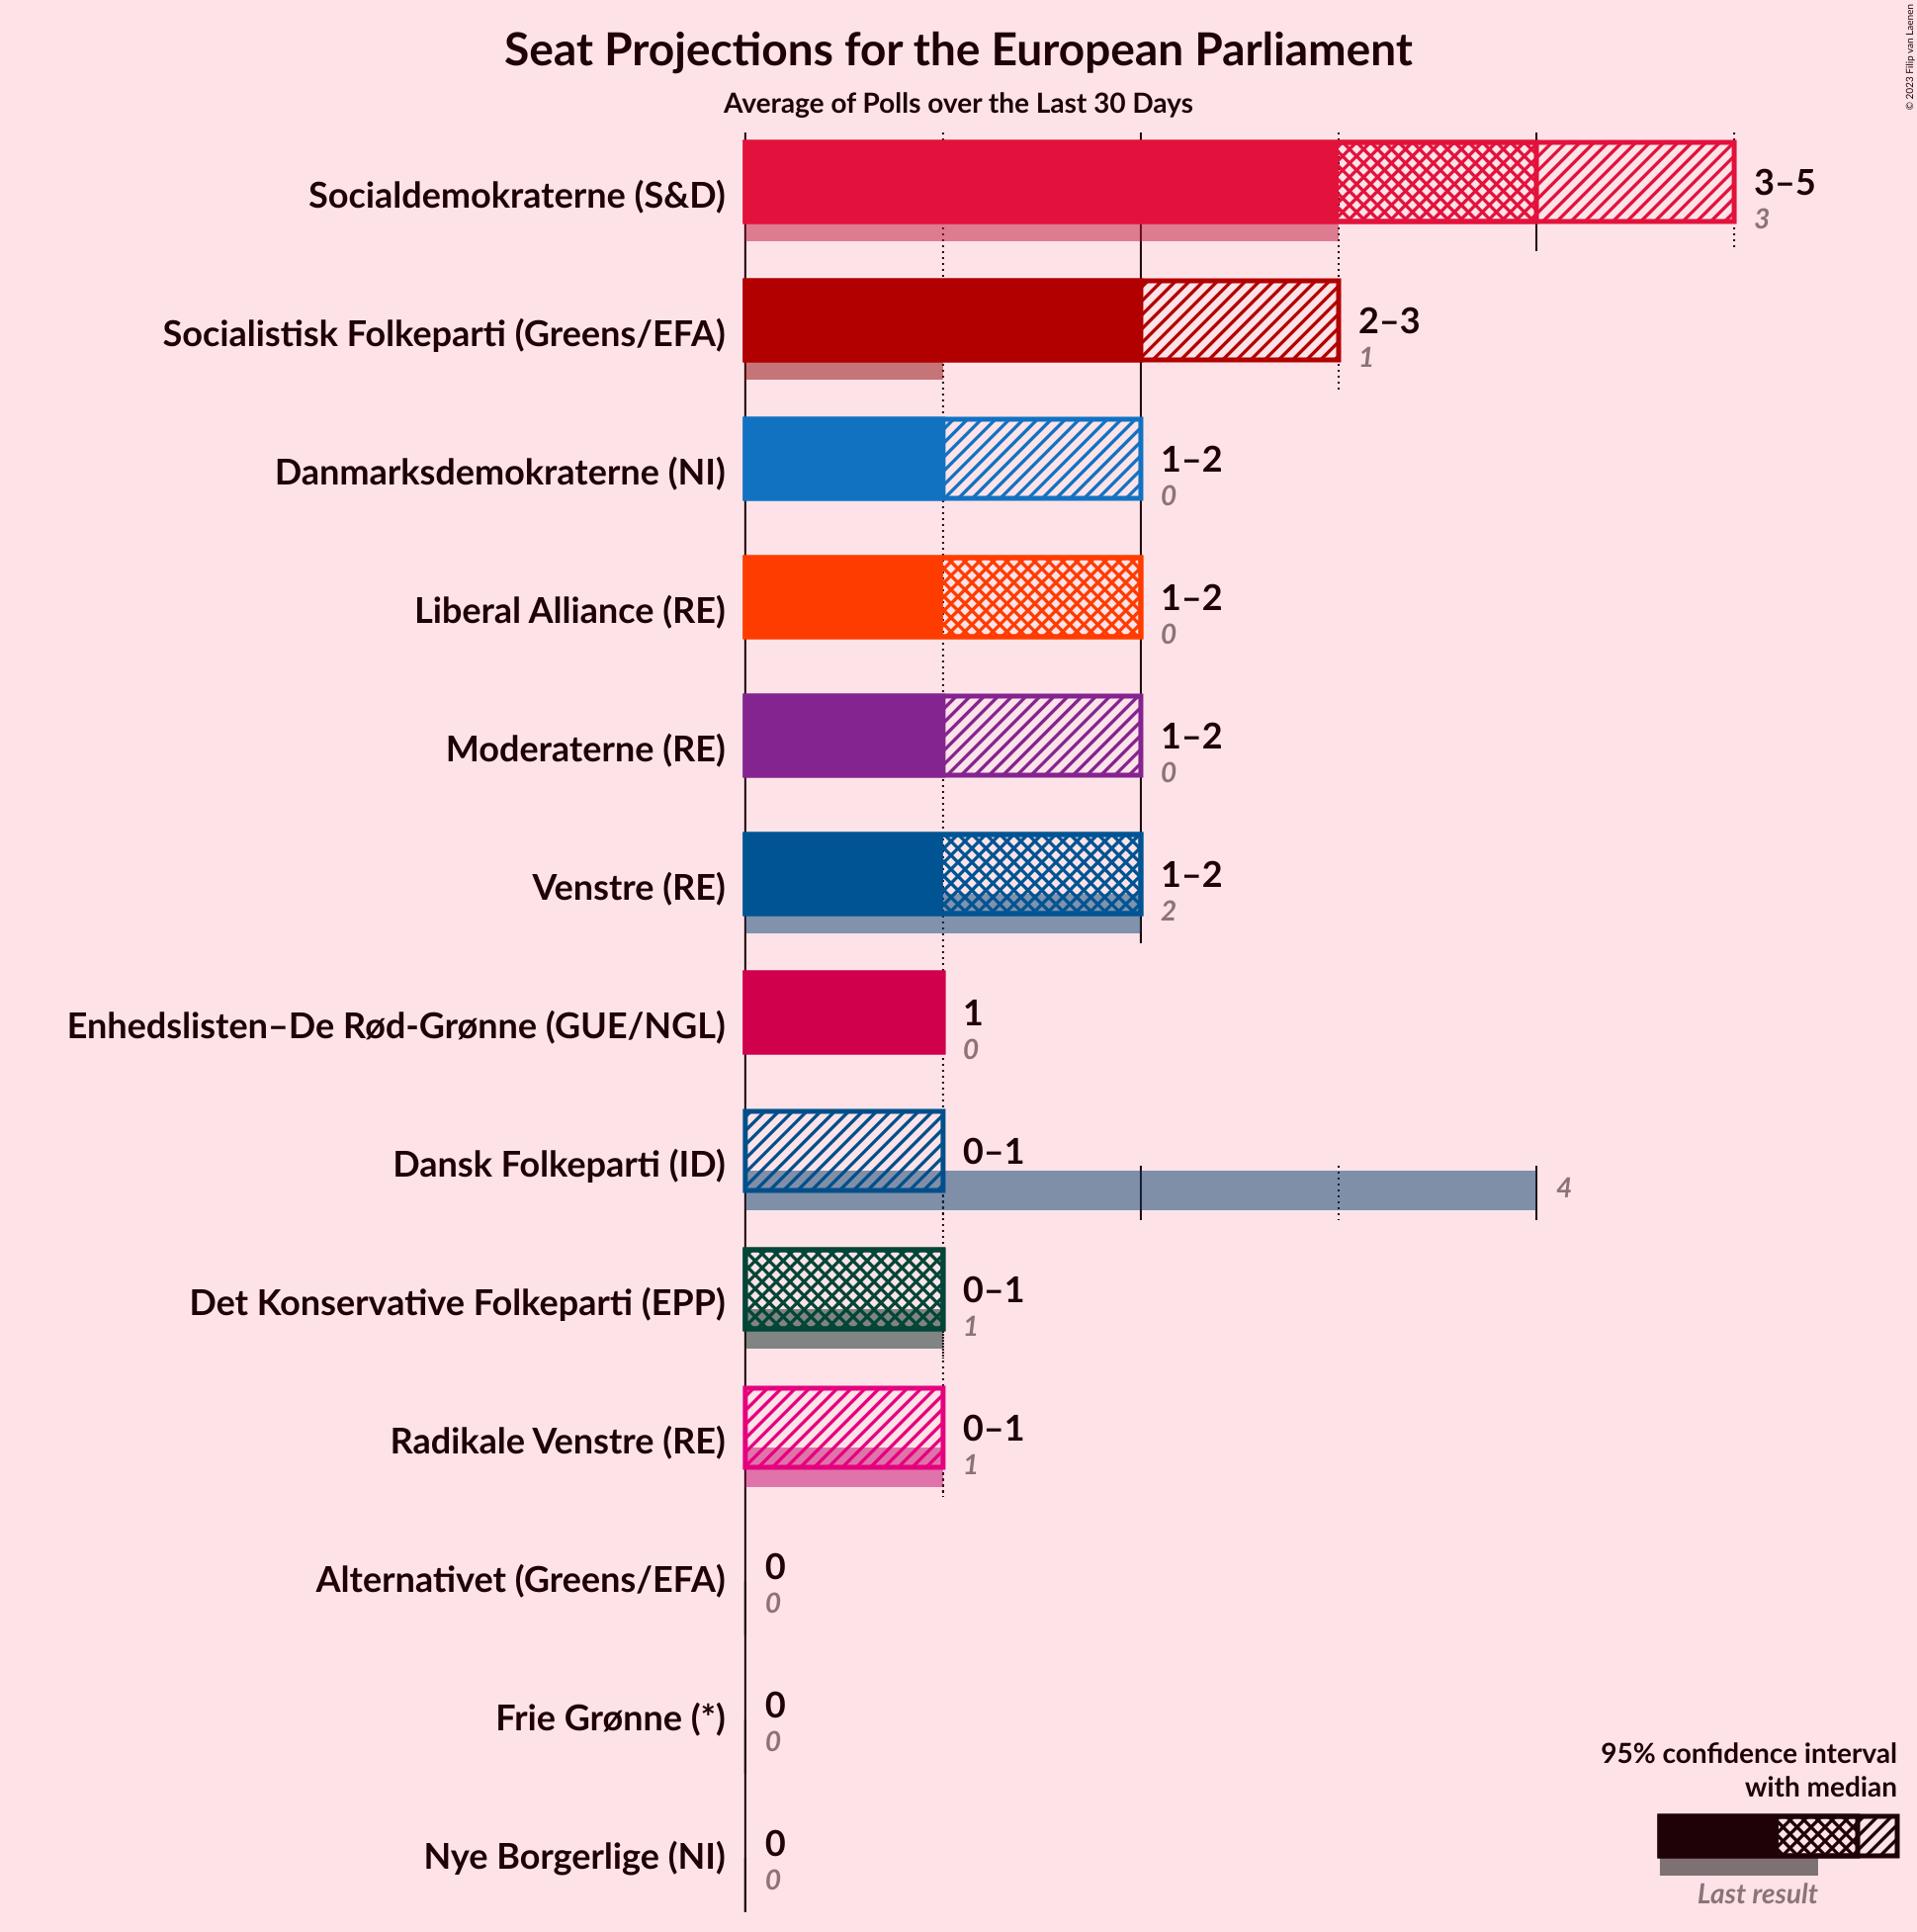 Seat Projections for the European Parliament
Average of Polls over the Last 30 Days
© 2023 Filip van Laenen
Socialdemokraterne (S&D)
3–5
3
Socialistisk Folkeparti (Greens/EFA)
2–3
1
Danmarksdemokraterne (NI)
1–2
0
Liberal Alliance (RE)
1–2
0
Moderaterne (RE)
1–2
0
Venstre (RE)
1–2
2
Enhedslisten–De Rød-Grønne (GUE/NGL)
1
0
Dansk Folkeparti (ID)
0–1
4
Det Konservative Folkeparti (EPP)
0–1
1
Radikale Venstre (RE)
0–1
1
Alternativet (Greens/EFA)
0
0
Frie Grønne (*)
0
0
Nye Borgerlige (NI)
0
0
95% confidence interval
with median
Last result